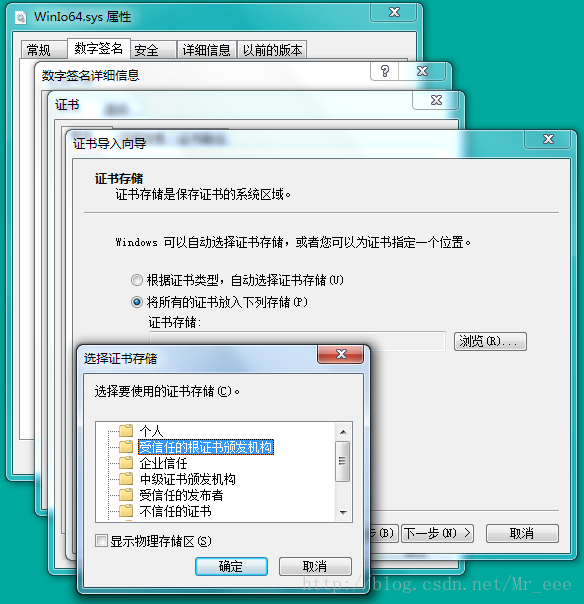 WinIo64.sys 属性
常规 数字签名 安全 详细信息 以前的版本
数字签名详细信息
证书
证书导入向导
证书存储
证书存储是保存证书的系统区域。
Windows 可以自动选择证书存储，或者您可以为证书指定一个位置。
根据证书类型，自动选择证书存储(U)
将所有的证书放入下列存储(P)
证书存储:
浏览(R)...
选择证书存储
选择要使用的证书存储(C)。
个人
受信任的根证书颁发机构
企业信任
中级证书颁发机构
受信任的发布者
不信任的证书
显示物理存储区(S)
确定 取消
步(B) 下一步(N) > 取消
http://blog.csdn.net/Mr_eee